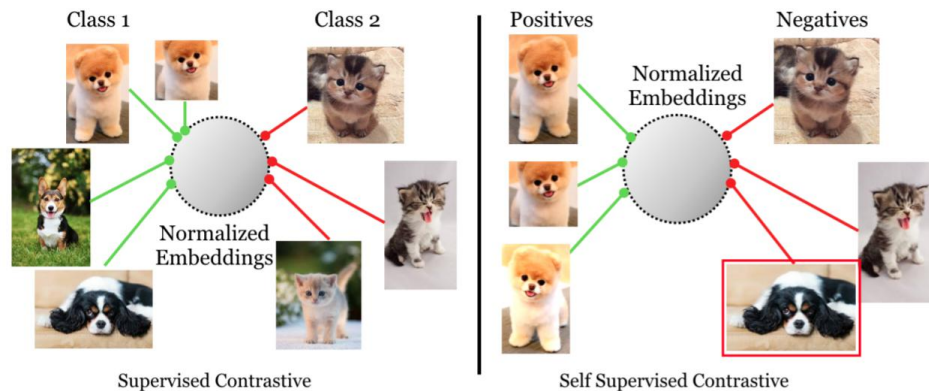 Class 1
Class 2
Normalized
Embeddings
Supervised Contrastive
Positives
Negatives
Normalized
Embeddings
Self Supervised Contrastive